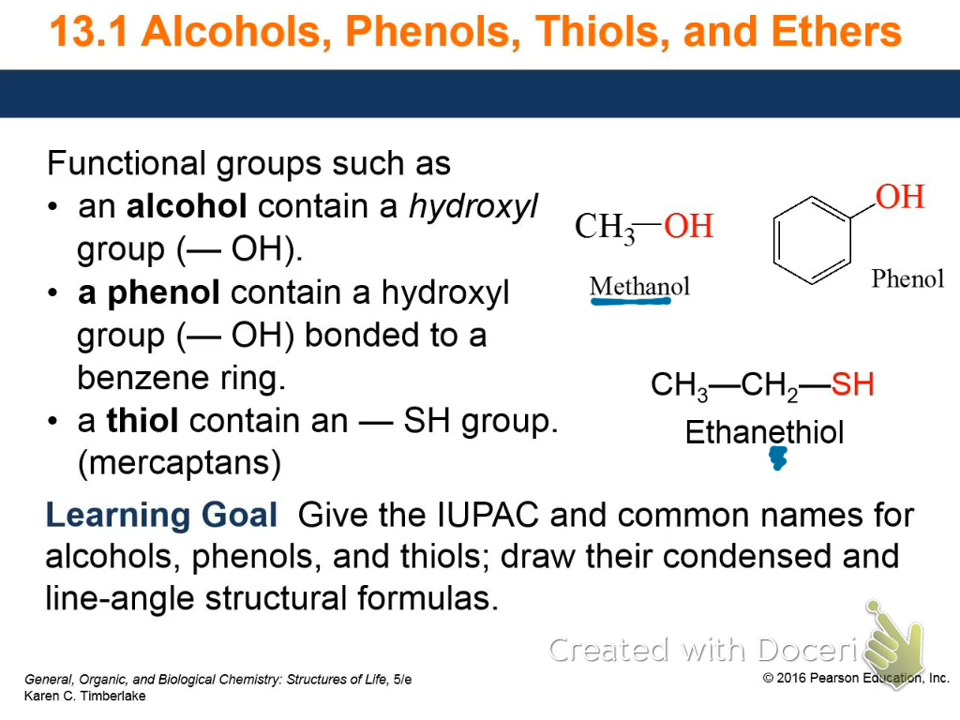 13.1 Alcohols, Phenols, Thiols, and Ethers
Functional groups such as
• an alcohol contain a hydroxyl
group (— OH).
• a phenol contain a hydroxyl
group (— OH) bonded to a
benzene ring.
• a thiol contain an — SH group.
(mercaptans)
CH₃—OH
Methanol
OH
Phenol
CH₃—CH₂—SH
Ethanethiol
Learning Goal Give the IUPAC and common names for
alcohols, phenols, and thiols; draw their condensed and
line-angle structural formulas.
Created with Doceri
General, Organic, and Biological Chemistry: Structures of Life, 5/e
Karen C. Timberlake
© 2016 Pearson Education, Inc.